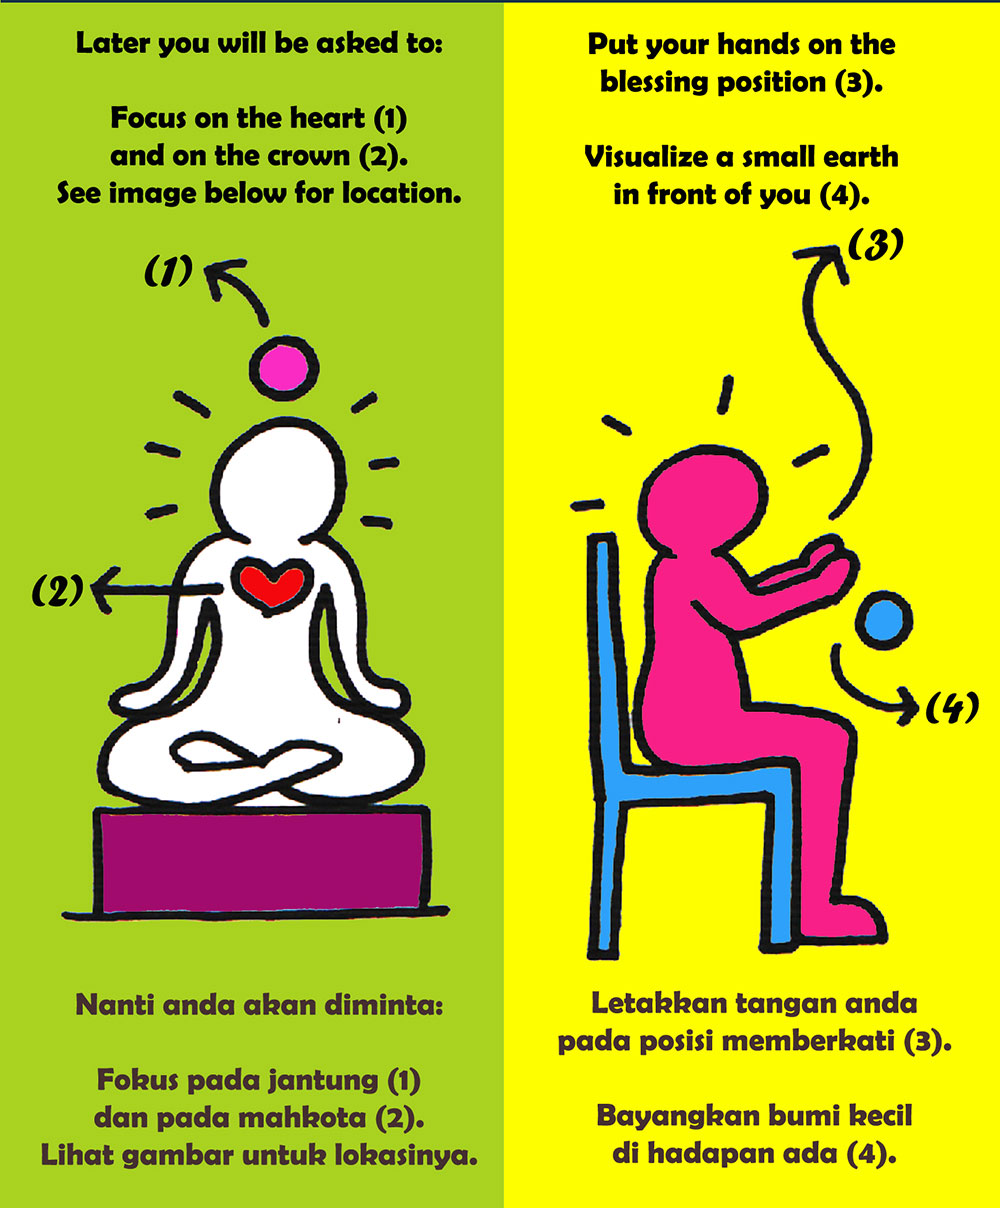 Later you will be asked to:
Focus on the heart (1)
and on the crown (2).
See image below for location.
(1)
(2)
Nanti anda akan diminta:
Fokus pada jantung (1)
dan pada mahkota (2).
Lihat gambar untuk lokasinya.
Put your hands on the
blessing position (3).
Visualize a small earth
in front of you (4).
(3)
(4)
Letakkan tangan anda
pada posisi memberkati (3).
Bayangkan bumi kecil
di hadapan ada (4).